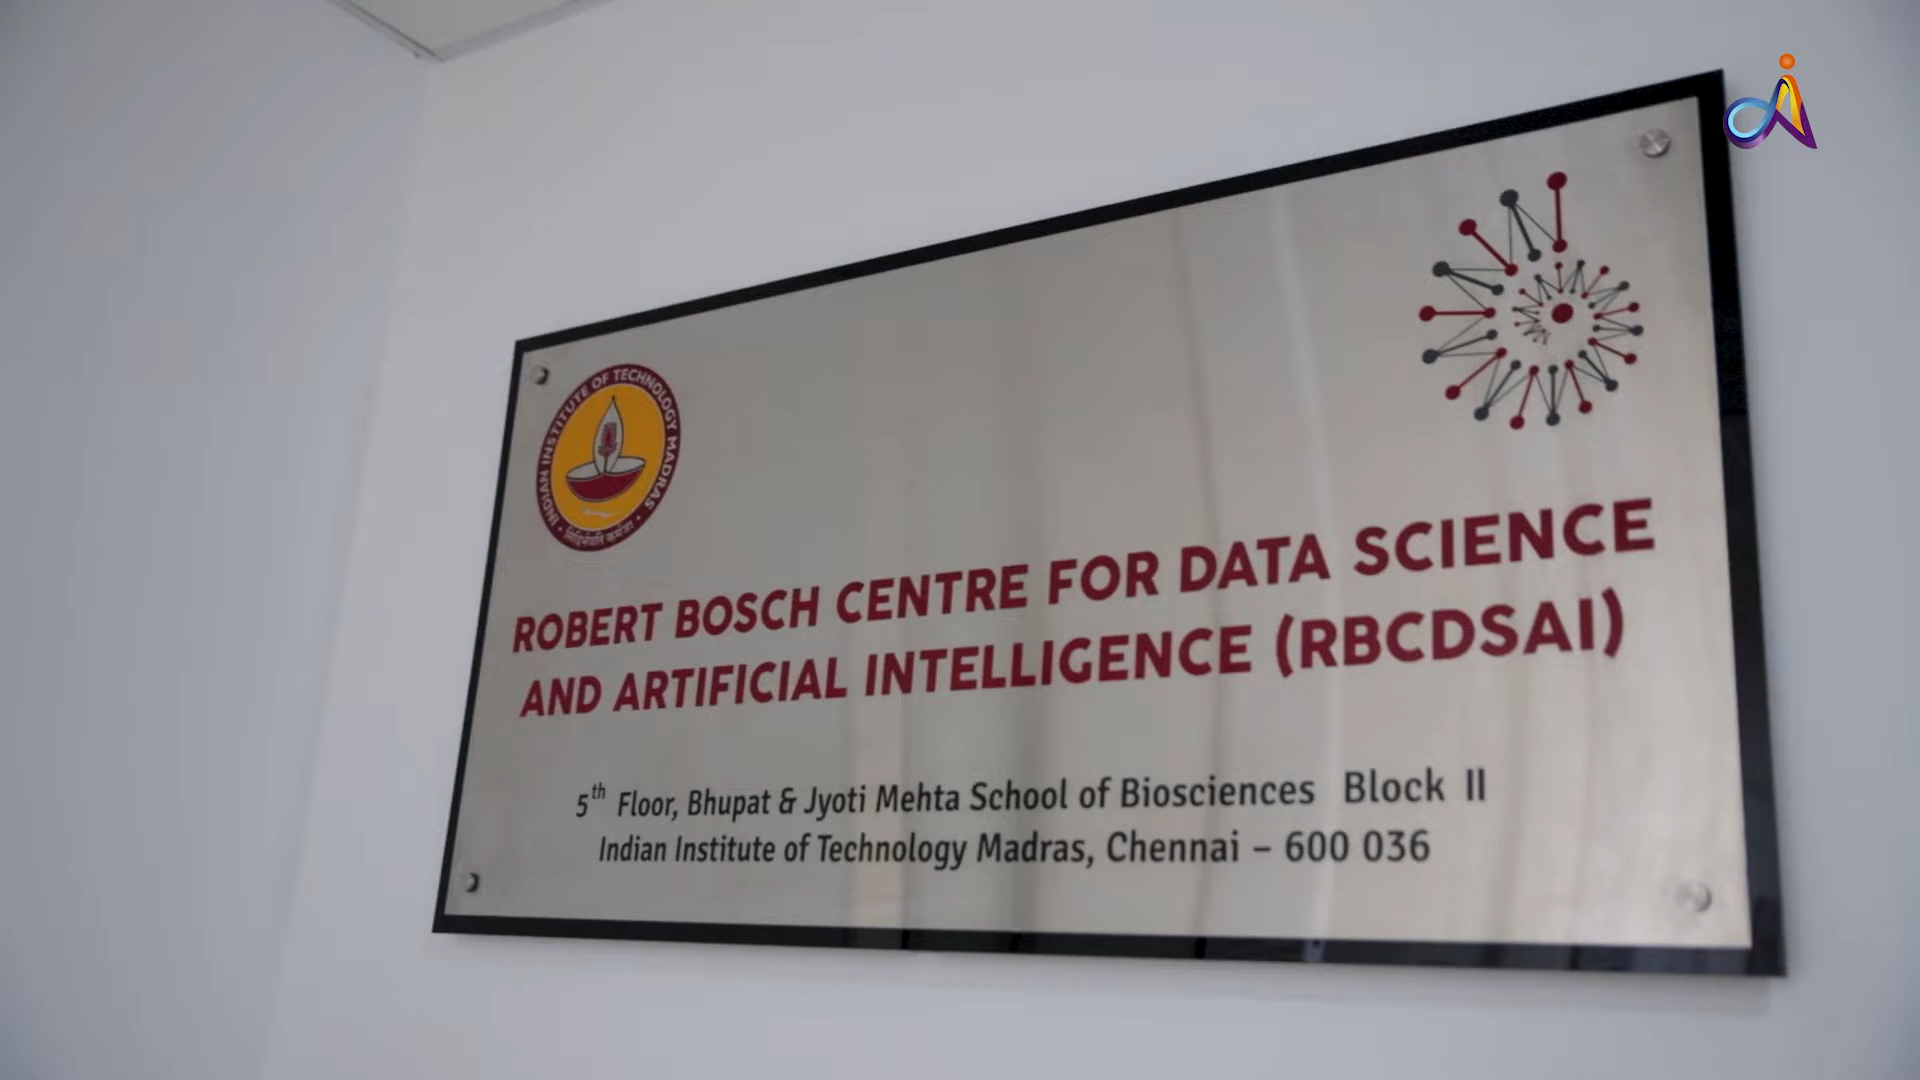 INDIAN INSTITUTE OF TECHNOLOGY MADRAS
ROBERT BOSCH CENTRE FOR DATA SCIENCE
AND ARTIFICIAL INTELLIGENCE (RBCDSAI)
5th Floor, Bhupat & Jyoti Mehta School of Biosciences Block II
Indian Institute of Technology Madras, Chennai – 600 036